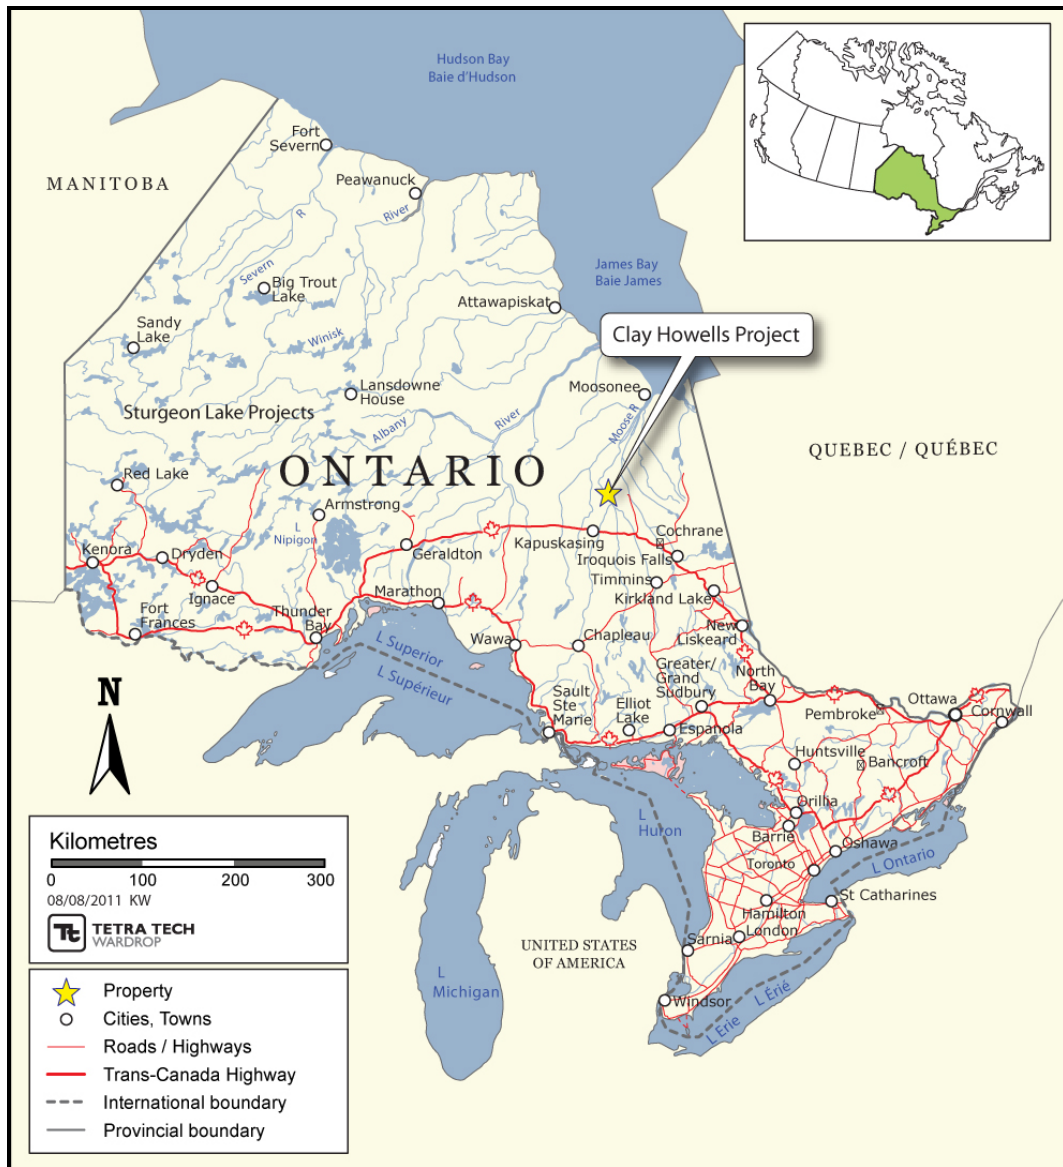 Hudson Bay
Baie d'Hudson
Fort
Severn
MANITOBA
Peawanuck
River
R
Severn
Big Trout
Lake
James Bay
Baie James
Attawapiskat
Sandy
Lake
Winisk
Clay Howells Project
Lansdowne
House
Moosonee
Sturgeon Lake Projects
Albany
River
Moose R
QUEBEC / QUÉBEC
ONTARIO
Red Lake
Armstrong
L
Nipigon
Cochrane
Kapuskasing
Geraldton
Iroquois Falls
Kenora
Dryden
Timmins
Ignace
Marathon
Kirkland Lake
Fort
Frances
Thunder
Bay
New
Liskeard
Wawa
Chapleau
L Superior
L Supérieur
Greater/
Grand
Sudbury
North
Bay
N
Sault
Ste
Marie
Elliot
Lake
Espanola
Pembroke
Ottawa
Cornwall
Huntsville
Bancroft
Orillia
Barrie
L
Huron
Oshawa
Toronto
L Ontario
St Catharines
Hamilton
London
Sarnia
UNITED STATES
OF AMERICA
L
Michigan
Windsor
L Erie
L Érié
Kilometres
0 100 200 300
08/08/2011 KW
Tt TETRA TECH
WARDROP
Property
Cities, Towns
Roads / Highways
Trans-Canada Highway
International boundary
Provincial boundary